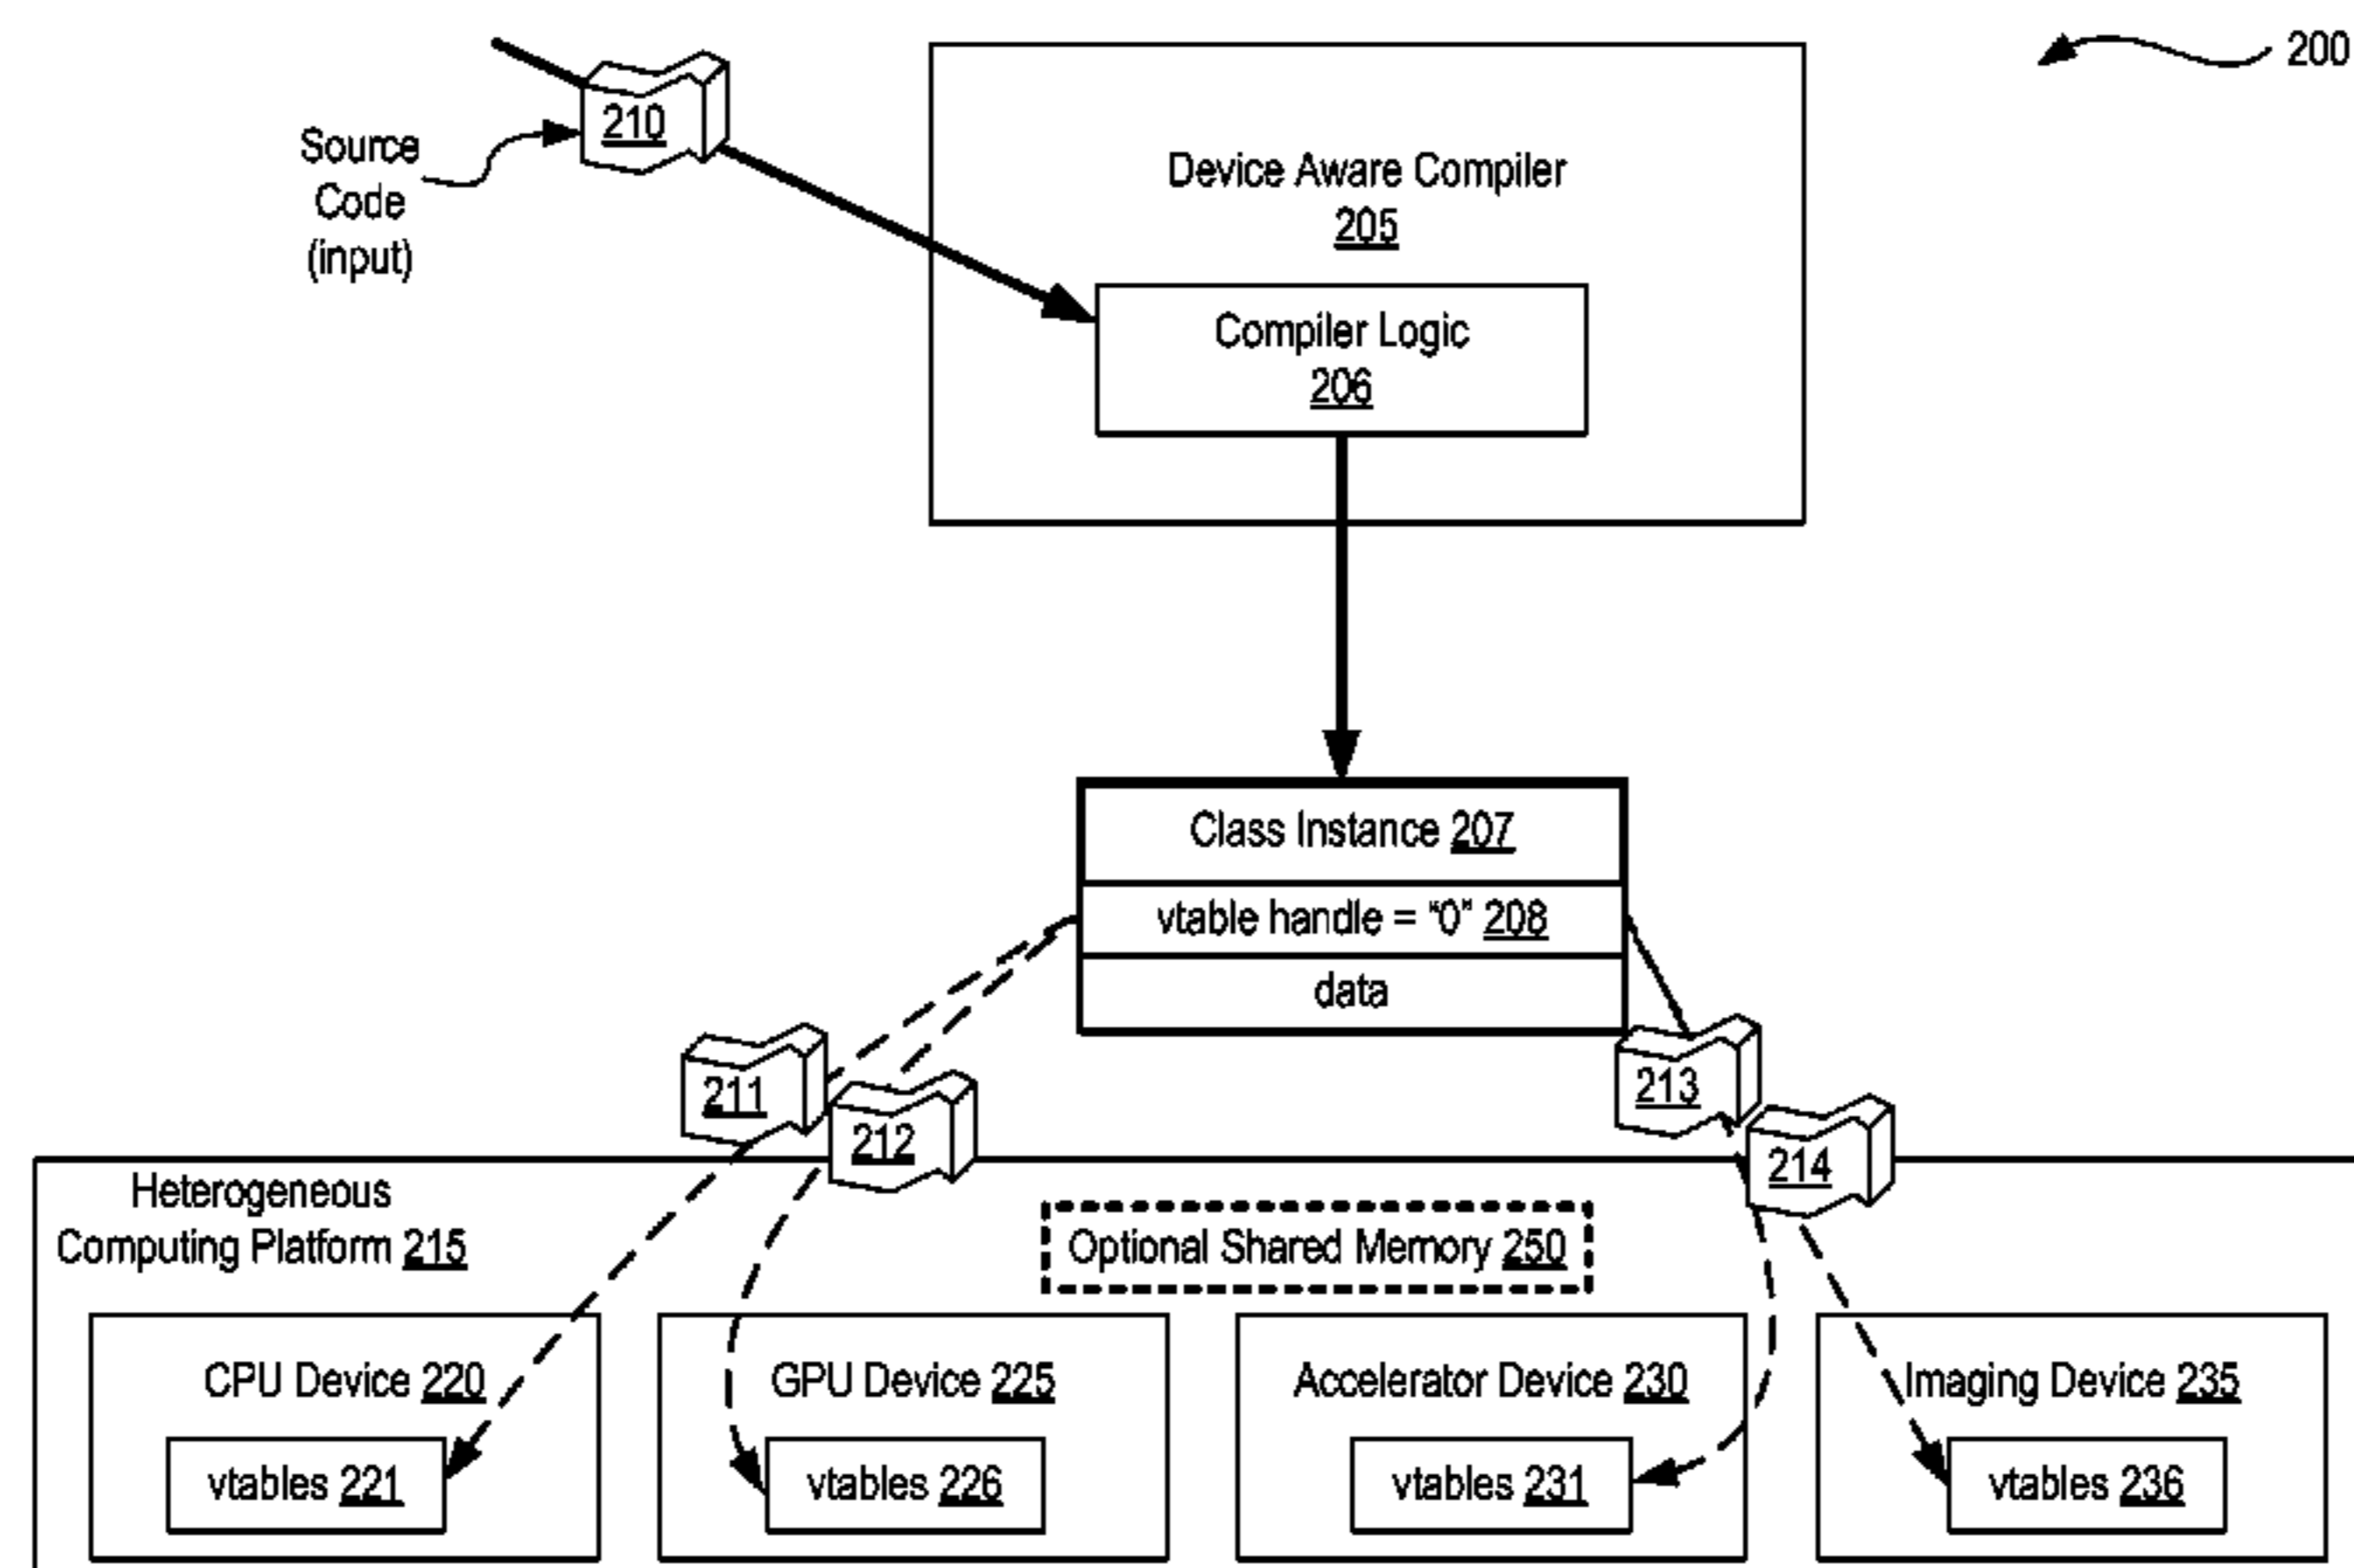 200
210
Source
Code
(input)
Device Aware Compiler
205
Compiler Logic
206
Class Instance 207
vtable handle = “0” 208
data
211
212
213
214
Heterogeneous
Computing Platform 215
Optional Shared Memory 250
CPU Device 220
GPU Device 225
Accelerator Device 230
Imaging Device 235
vtables 221
vtables 226
vtables 231
vtables 236